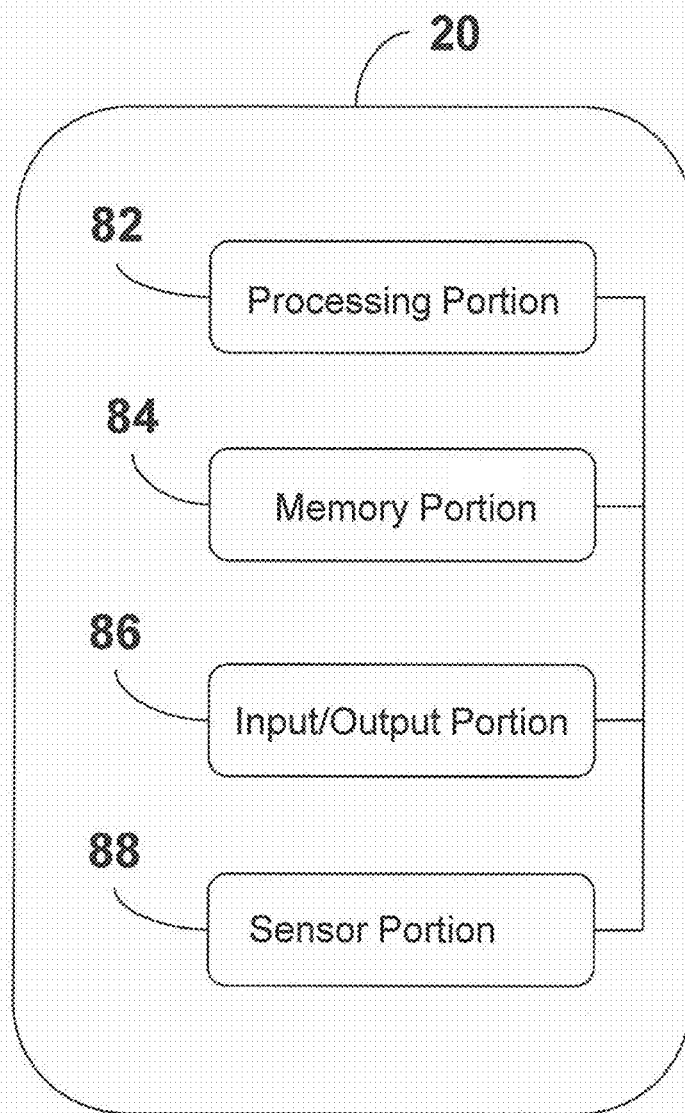 20
82
Processing Portion
84
Memory Portion
86
Input/Output Portion
88
Sensor Portion